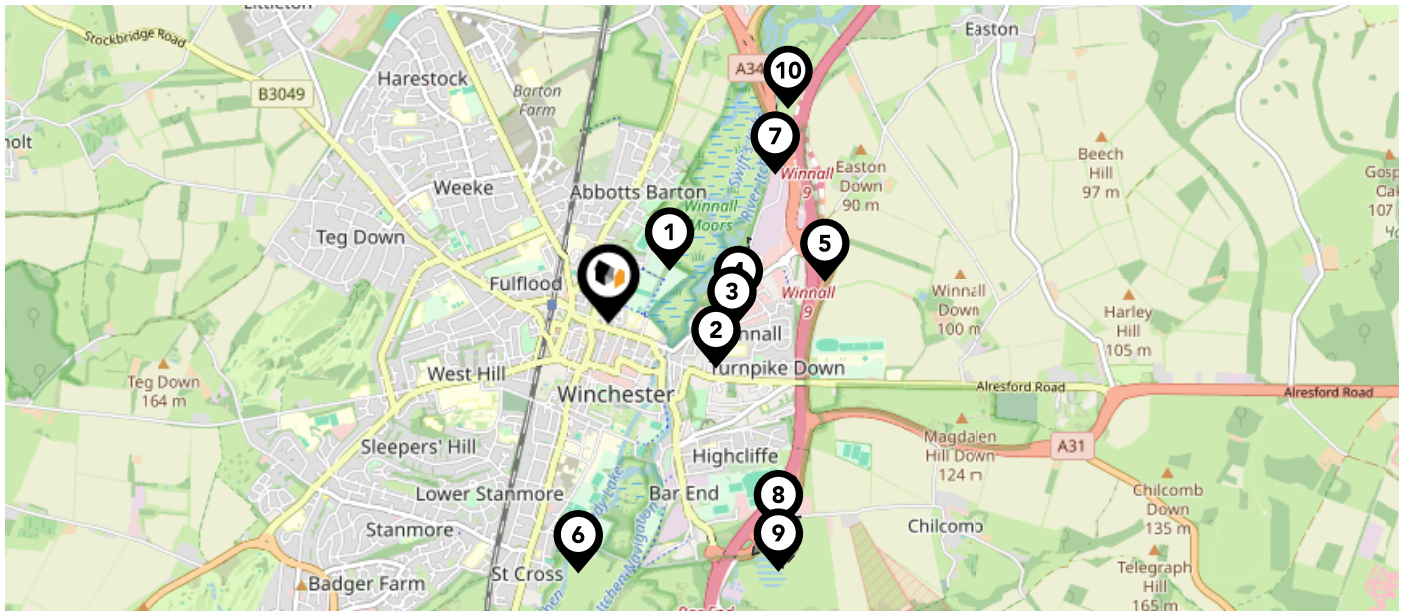 Stockbridge Road
B3049
Harestock
Barton
Farm
A34
10
Easton
7
Weeke
Abbotts Barton
Swift's
Winnall
Moors
Winnall
9
Easton
Down
90 m
Beech
Hill
97 m
107
Teg Down
1
5
Fulflood
3
2
Winnall
9
Winnall
Down
100 m
Harley
Hill
105 m
Turnpike Down
Teg Down
164 m
West Hill
Winchester
Alresford Road
Alresford Road
Sleepers' Hill
Highcliffe
Magdalen
Hill Down
124 m
A31
Lower Stanmore
Bar End
8
Chilcomb
Down
135 m
Stanmore
6
9
Chilcomb
St Cross
Badger Farm
Telegraph
Hill
165 m